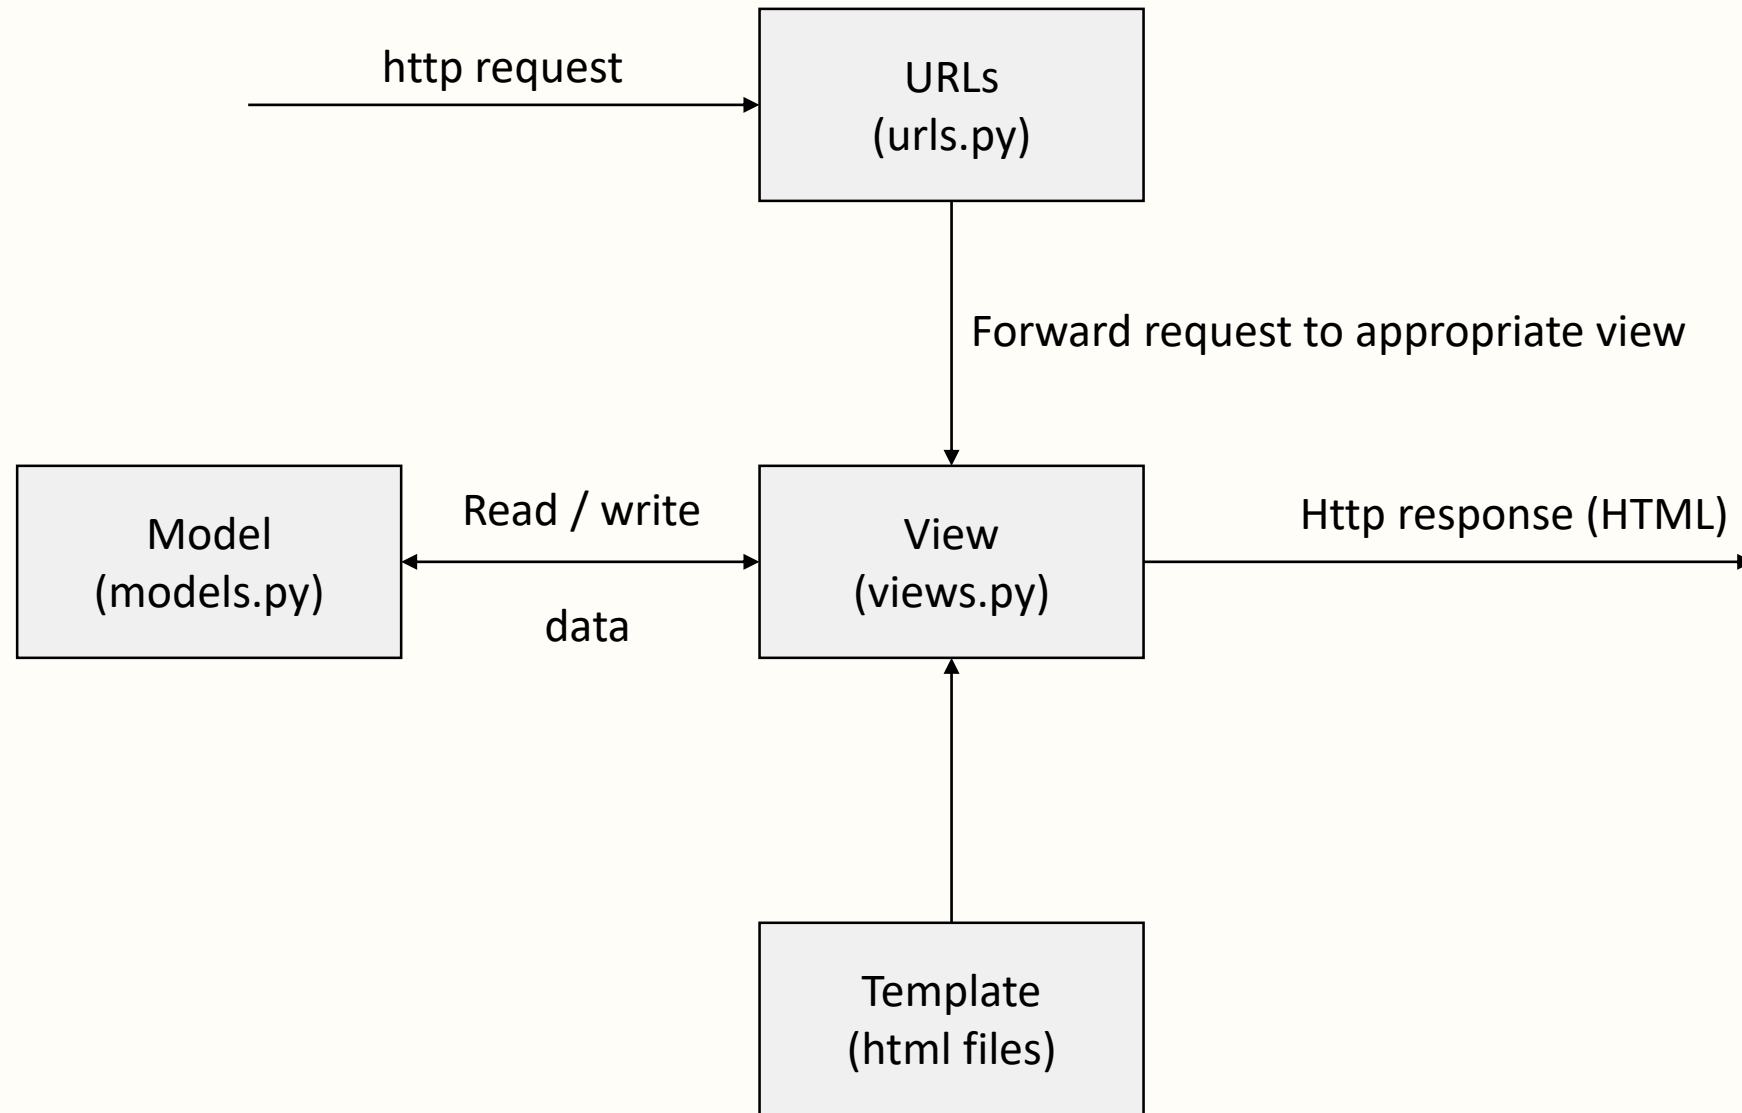 http request
URLs
(urls.py)
Forward request to appropriate view
Model
(models.py)
Read / write
data
View
(views.py)
Http response (HTML)
Template
(html files)